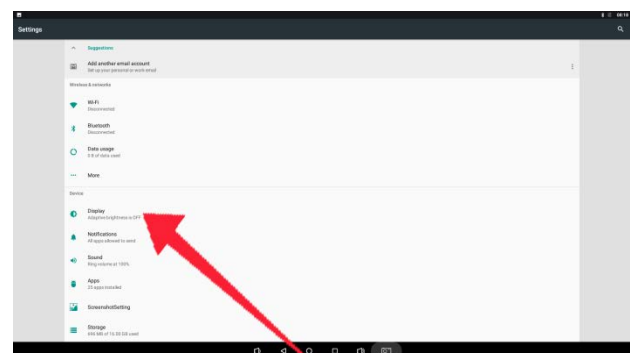 00:10
Settings
Suggestions
Add another email account
Set up your personal or work email
Wireless & networks
Wi-Fi
Disconnected
Bluetooth
Disconnected
Data usage
0 B of data used
More
Device
Display
Adaptive brightness is OFF
Notifications
All apps allowed to send
Sound
Ring volume at 100%
Apps
23 apps installed
ScreenshotSetting
Storage